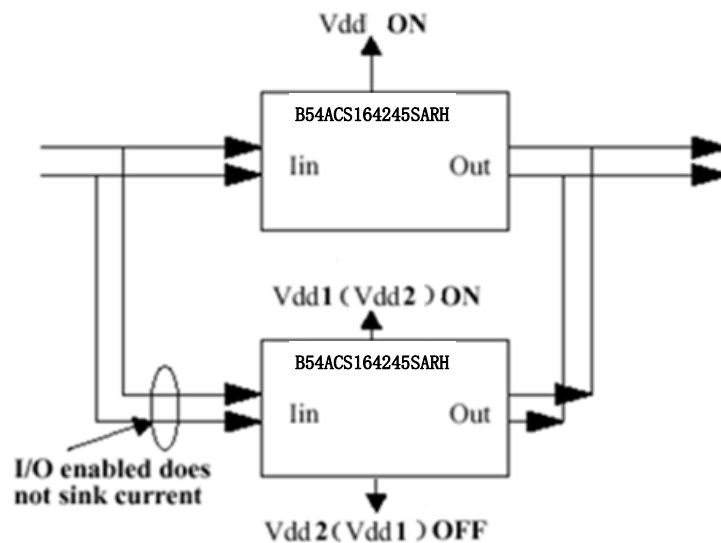 Vdd ON
B54ACS164245SARH
Iin Out
Vdd1(Vdd2)ON
B54ACS164245SARH
Iin Out
I/O enabled does
not sink current
Vdd2(Vdd1)OFF